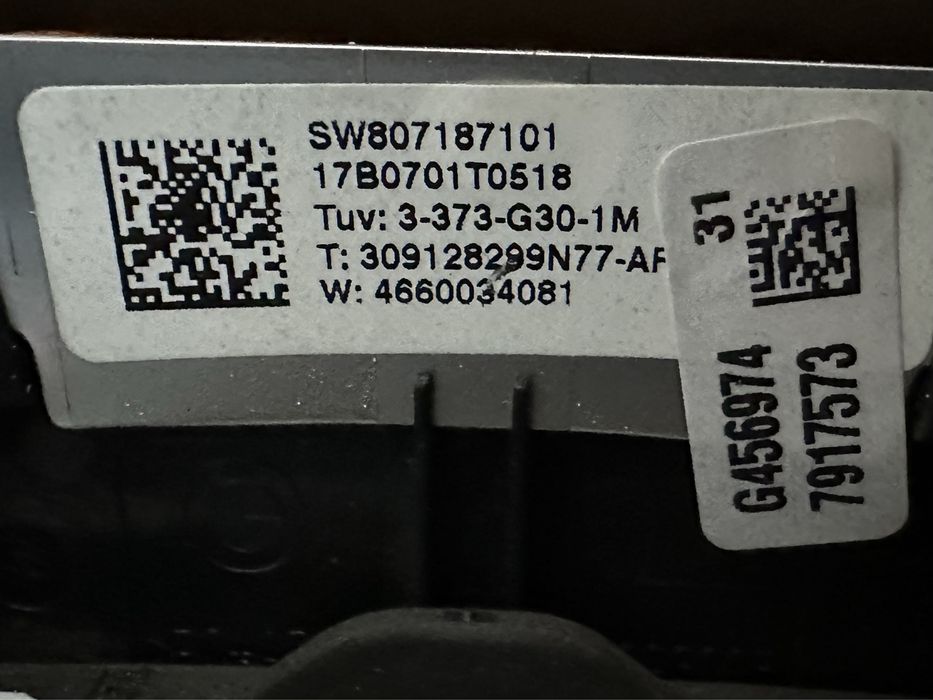 SW807187101
17B0701T0518
Tuv: 3-373-G30-1M
T: 309128299N77-AF
W: 4660034081
31
G456974
7917573